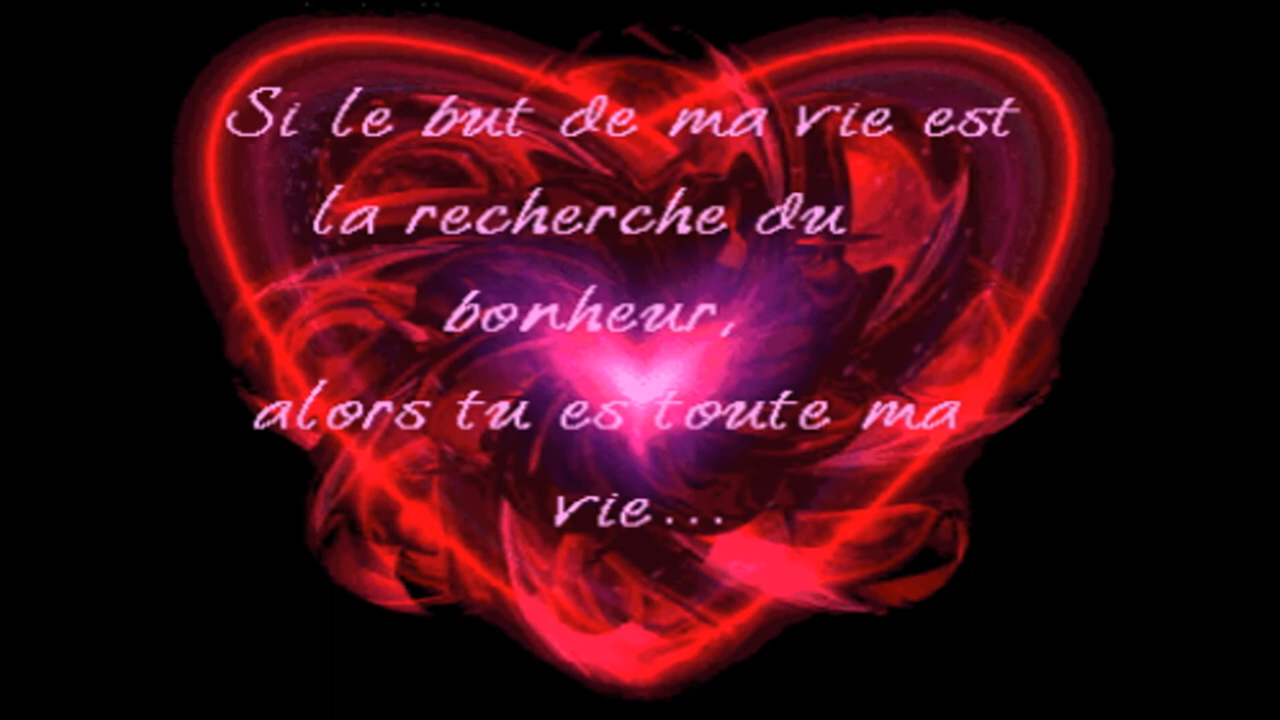 Si le but de ma vie est
la recherche du
bonheur,
alors tu es toute ma
vie...